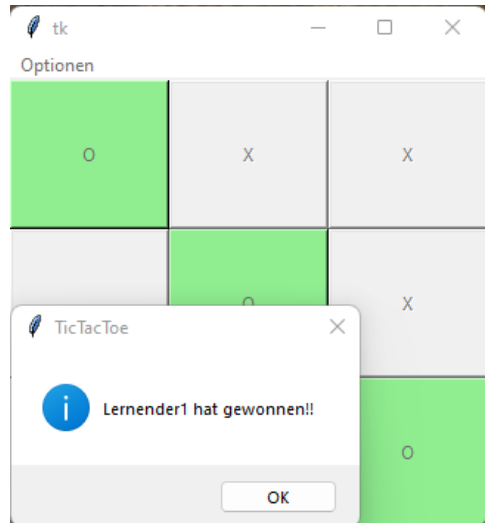 tk
Optionen
O X X
O X
TicTacToe
Lernender1 hat gewonnen!!
O
OK